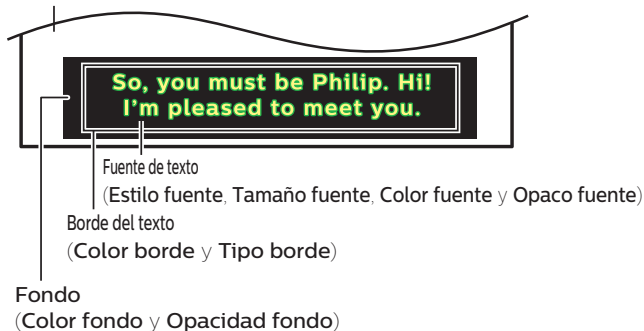 So, you must be Philip. Hi!
I'm pleased to meet you.
Fuente de texto
(Estilo fuente, Tamaño fuente, Color fuente y Opaco fuente)
Borde del texto
(Color borde y Tipo borde)
Fondo
(Color fondo y Opacidad fondo)